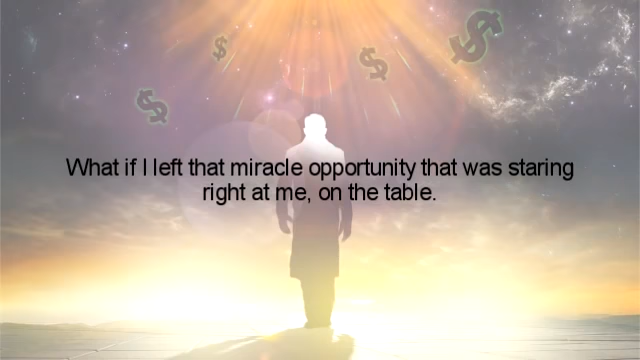 What if I left that miracle opportunity that was staring
right at me, on the table.